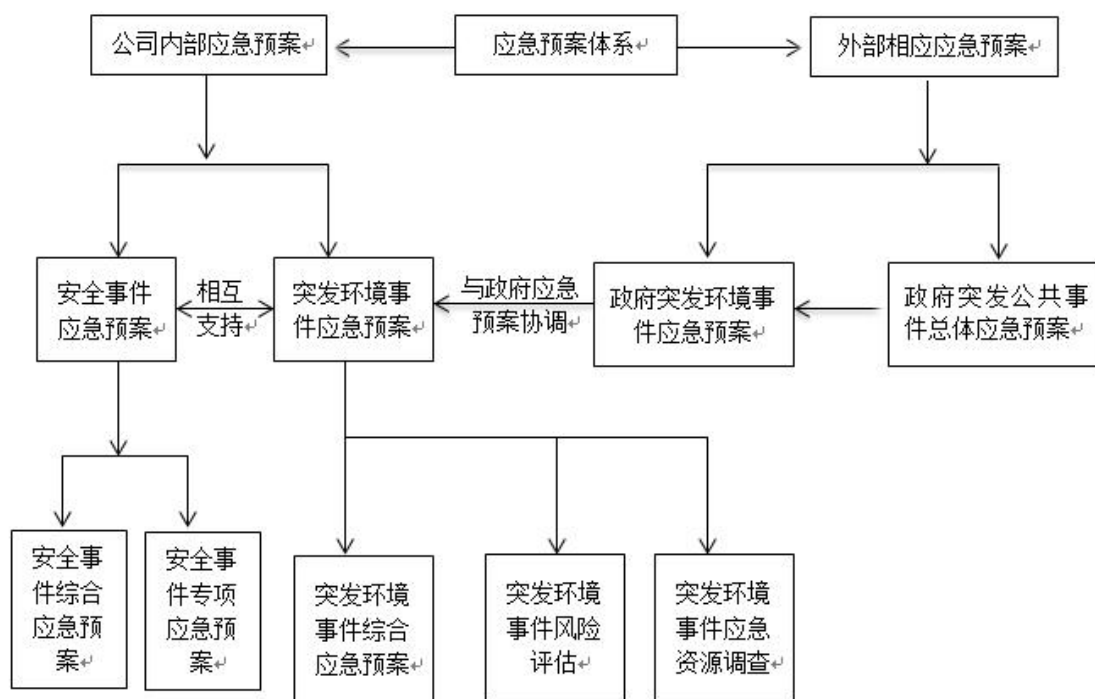 公司内部应急预案
应急预案体系
外部相应应急预案
安全事件
应急预案
相互
支持
突发环境事
件应急预案
与政府应急
预案协调
政府突发环境事
件应急预案
政府突发公共事
件总体应急预案
安全事
件综合
应急预
案
安全事
件专项
应急预
案
突发环境
事件综合
应急预案
突发环境
事件风险
评估
突发环境
事件应急
资源调查